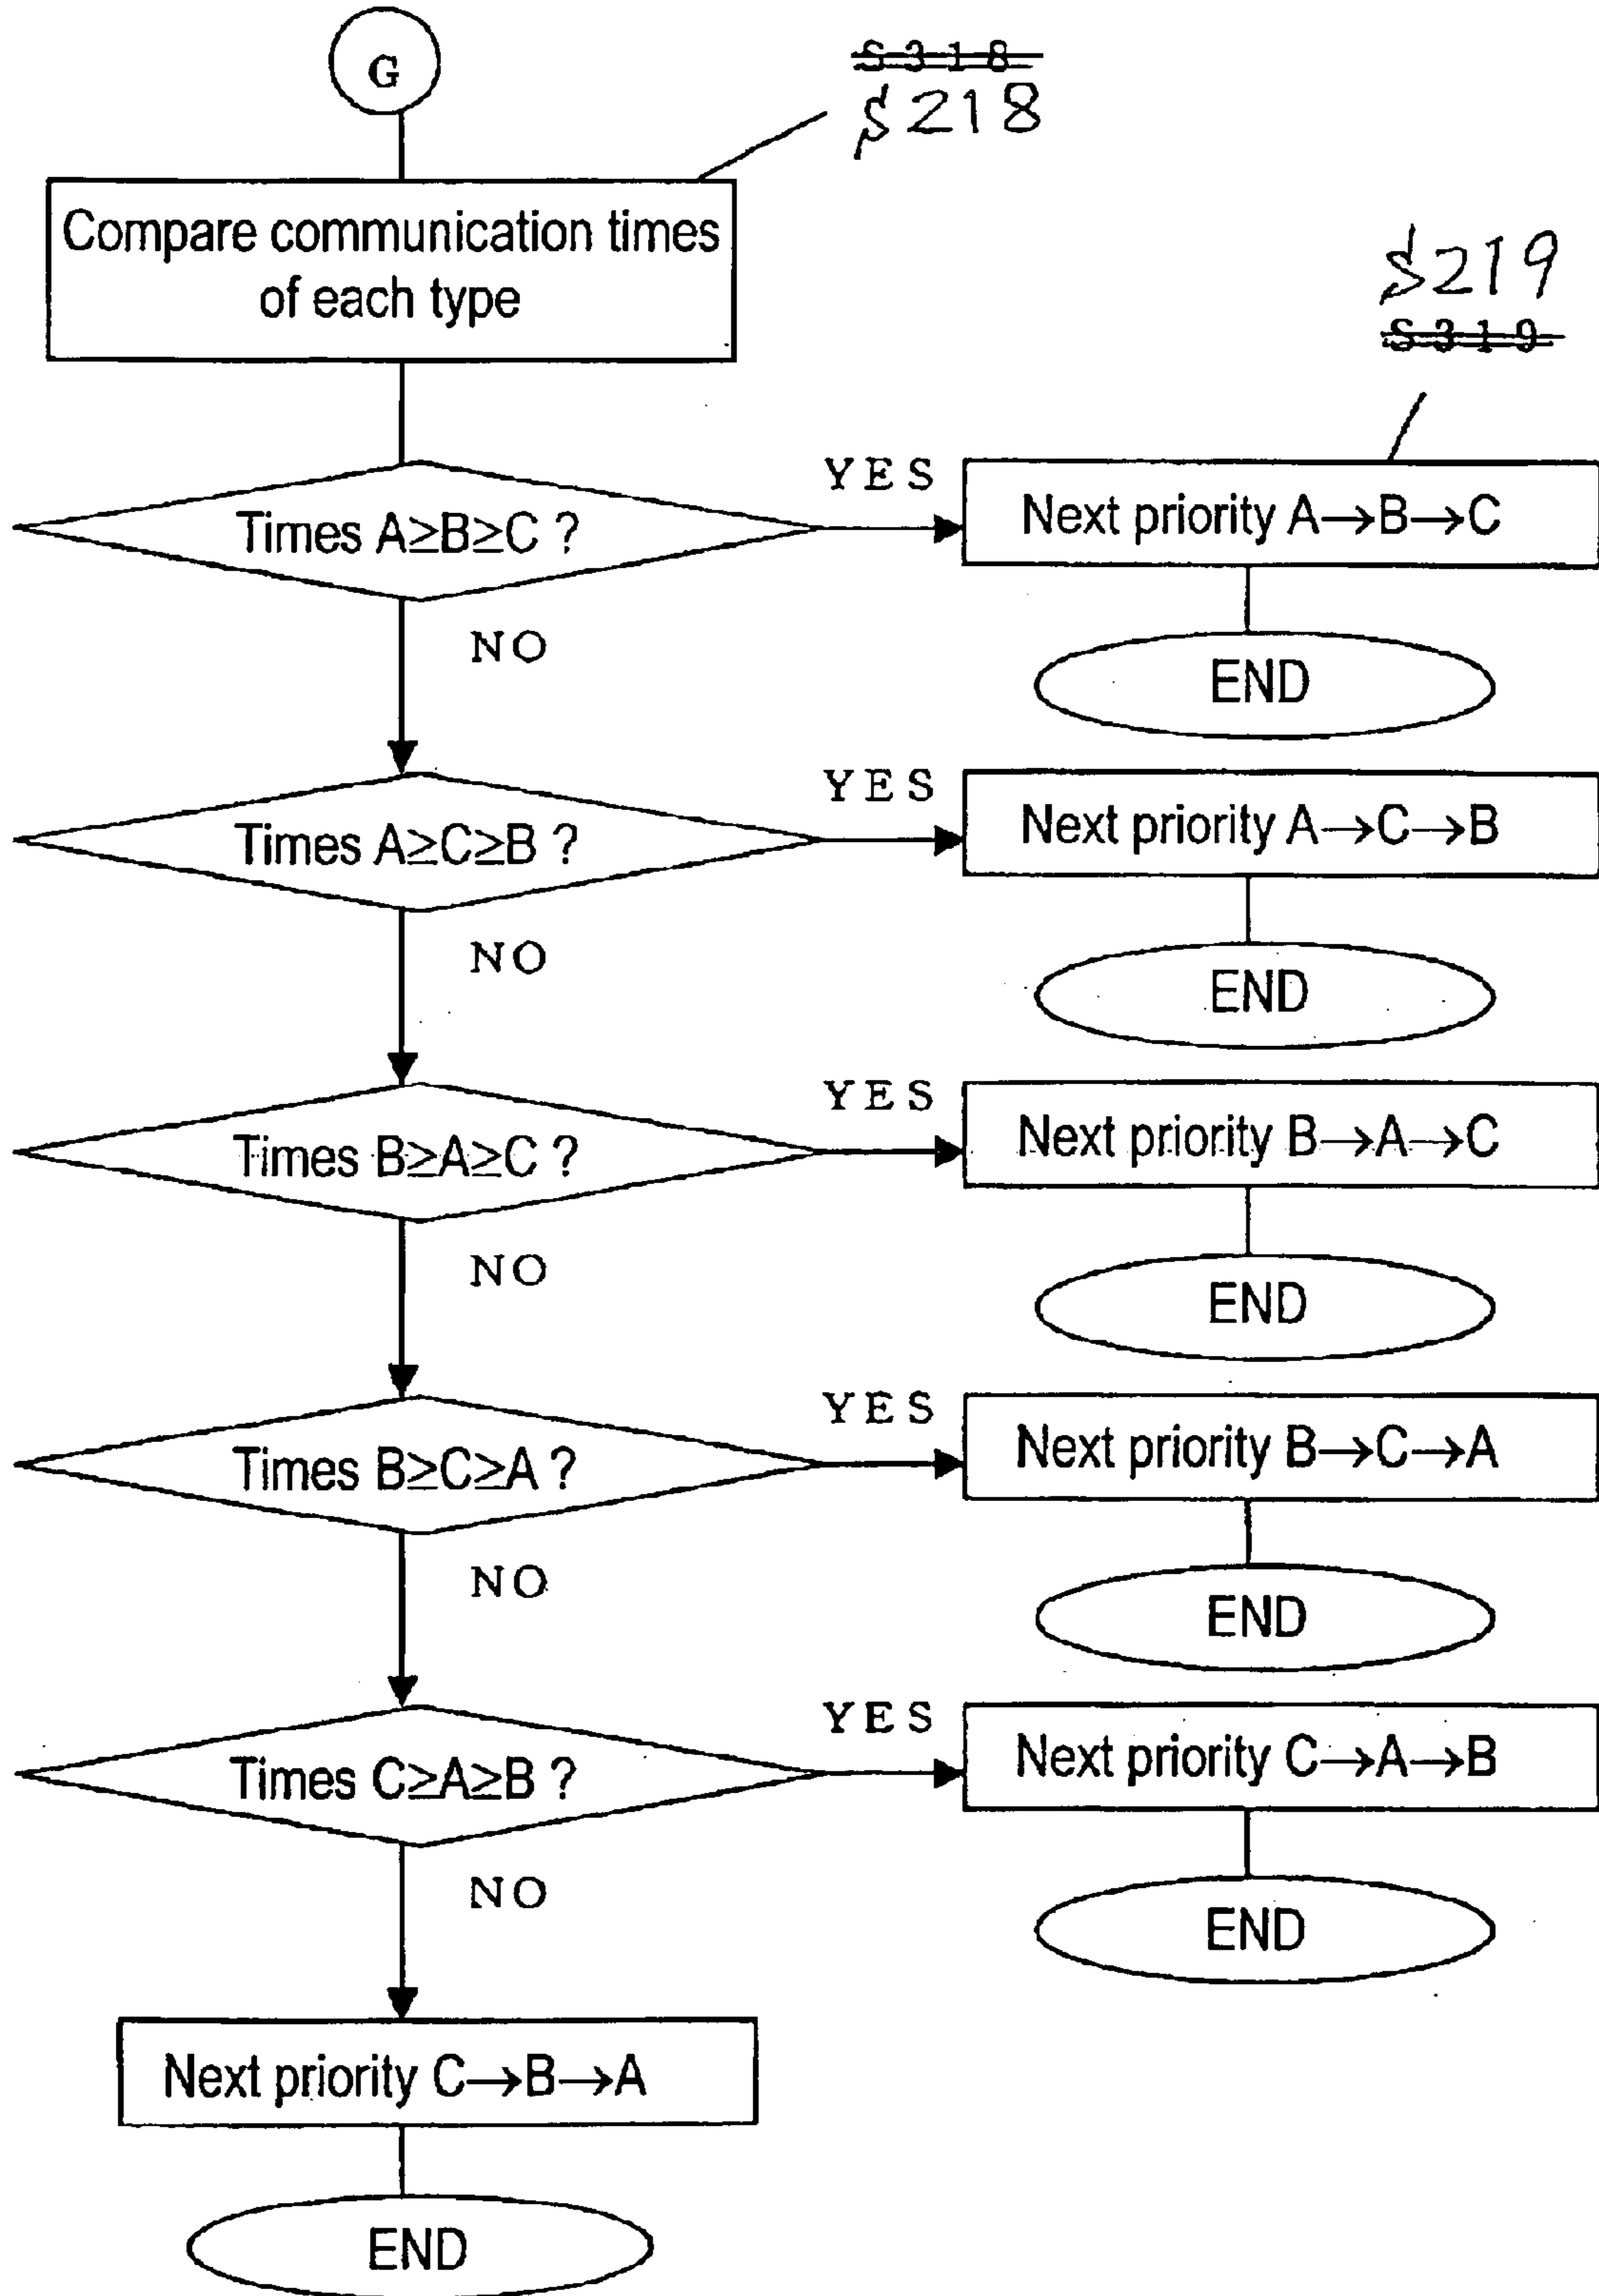 G
S318
S218
Compare communication times
of each type
S219
S319
Times A≥B≥C ?
YES
Next priority A→B→C
NO
END
Times A≥C≥B ?
YES
Next priority A→C→B
NO
END
Times B≥A≥C ?
YES
Next priority B→A→C
NO
END
Times B≥C≥A ?
YES
Next priority B→C→A
NO
END
Times C≥A≥B ?
YES
Next priority C→A→B
NO
END
Next priority C→B→A
END